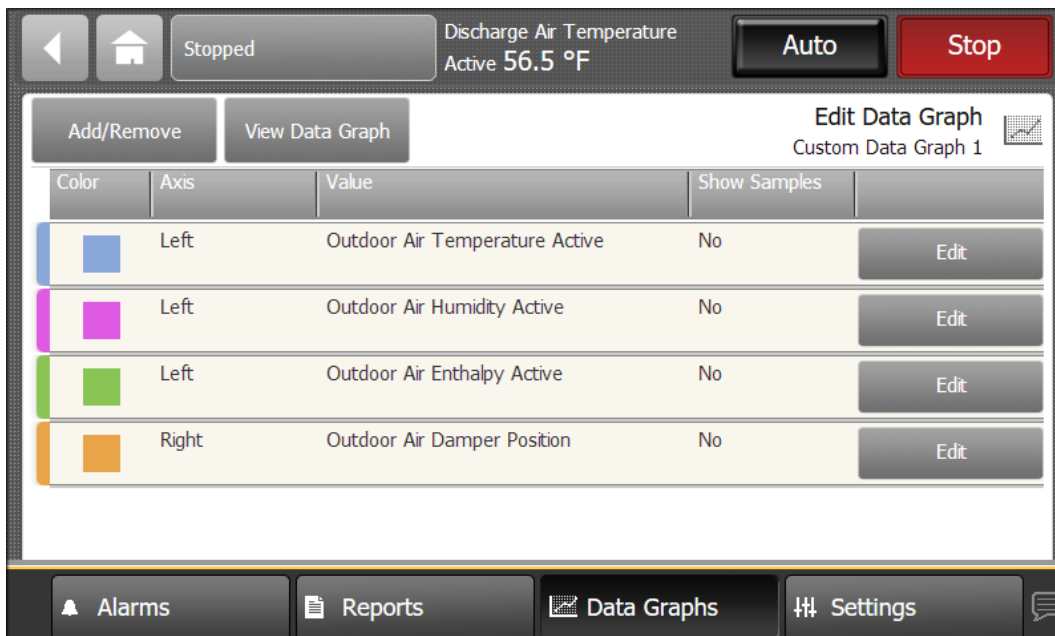 Stopped
Discharge Air Temperature
Active 56.5 °F
Auto
Stop
Add/Remove
View Data Graph
Edit Data Graph
Custom Data Graph 1
Color Axis Value Show Samples
Left Outdoor Air Temperature Active No Edit
Left Outdoor Air Humidity Active No Edit
Left Outdoor Air Enthalpy Active No Edit
Right Outdoor Air Damper Position No Edit
Alarms Reports Data Graphs Settings